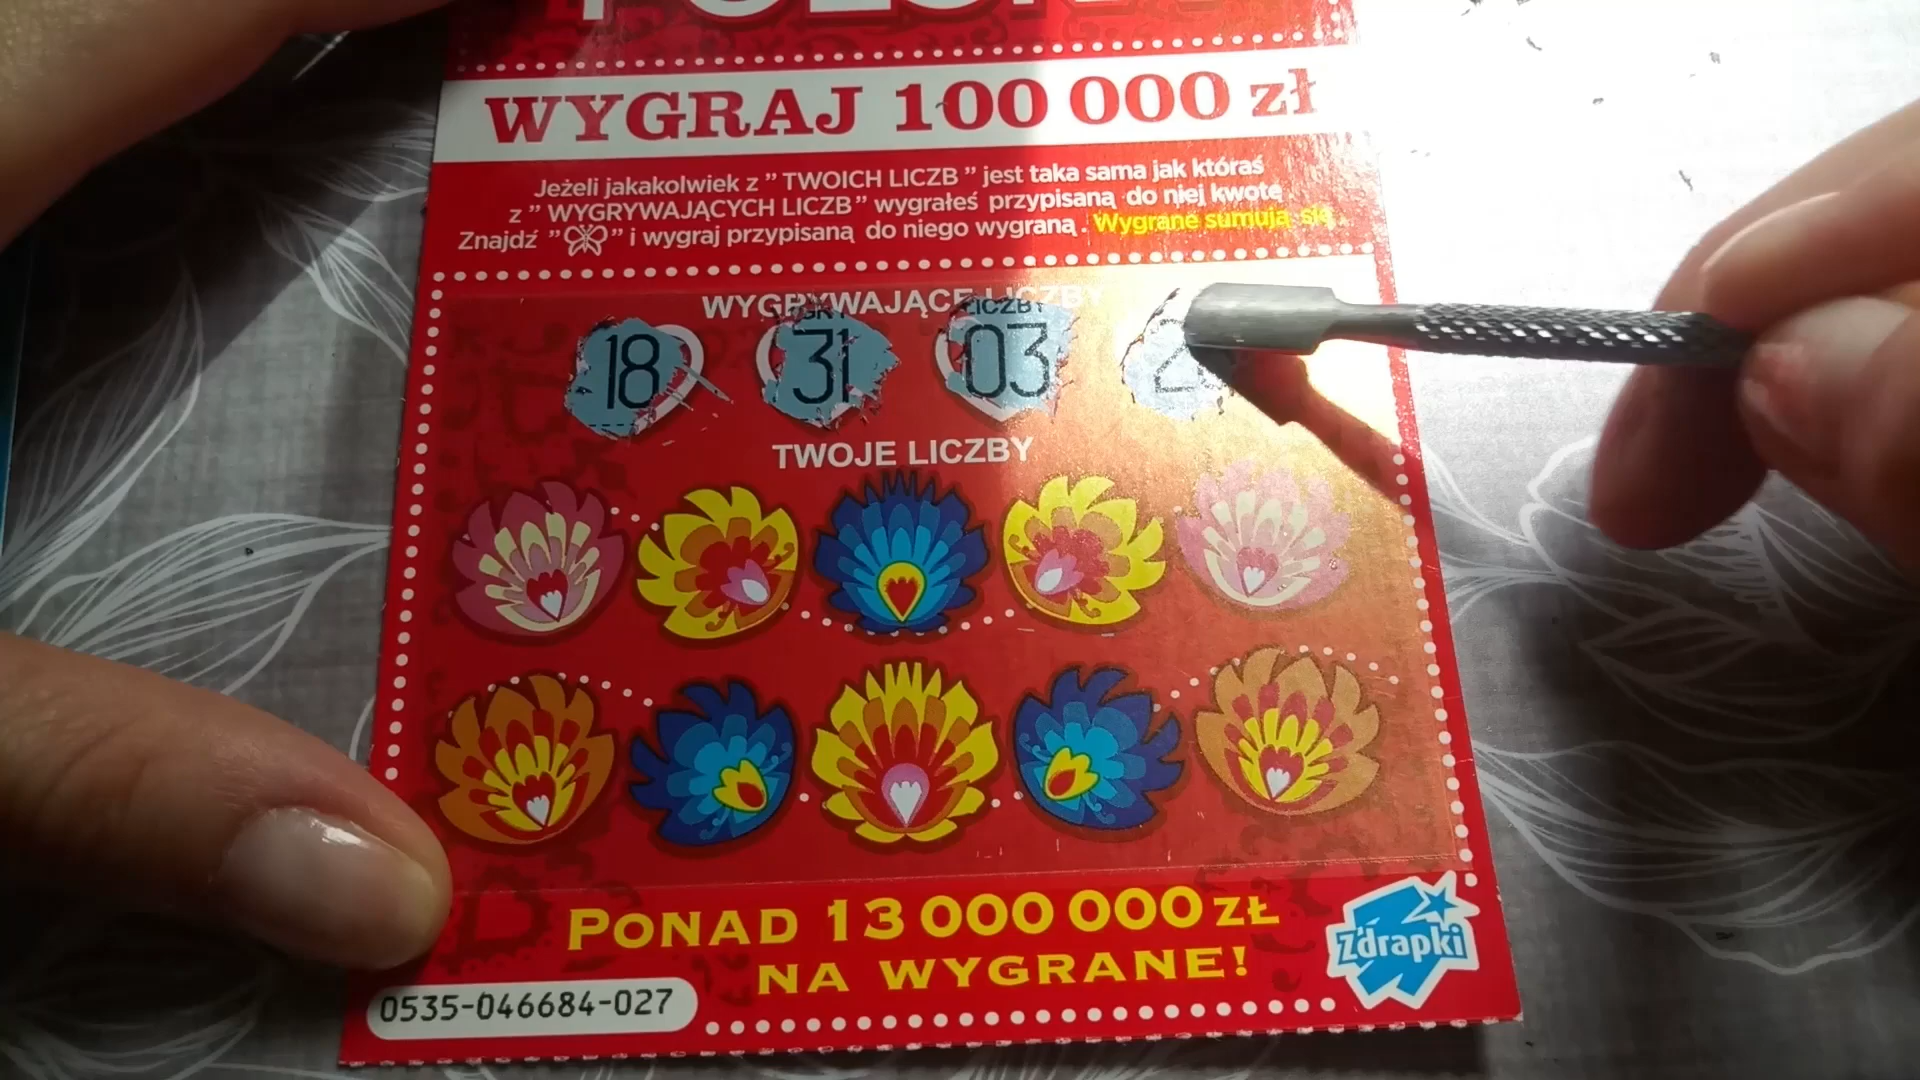 WYGRAJ 100 000 zł
Jeżeli jakakolwiek z ” TWOICH LICZB ” jest taka sama jak któraś
z ” WYGRYWAJĄCYCH LICZB ” wygrałeś przypisaną do niej kwotę.
Znajdź ” ” i wygraj przypisaną do niego wygraną. Wygrane sumują się.
WYGRYWAJĄCE LICZBY
LICZBY
18 31 03
TWOJE LICZBY
PONAD 13 000 000 ZŁ
NA WYGRANE!
Zdrapki
0535-046684-027